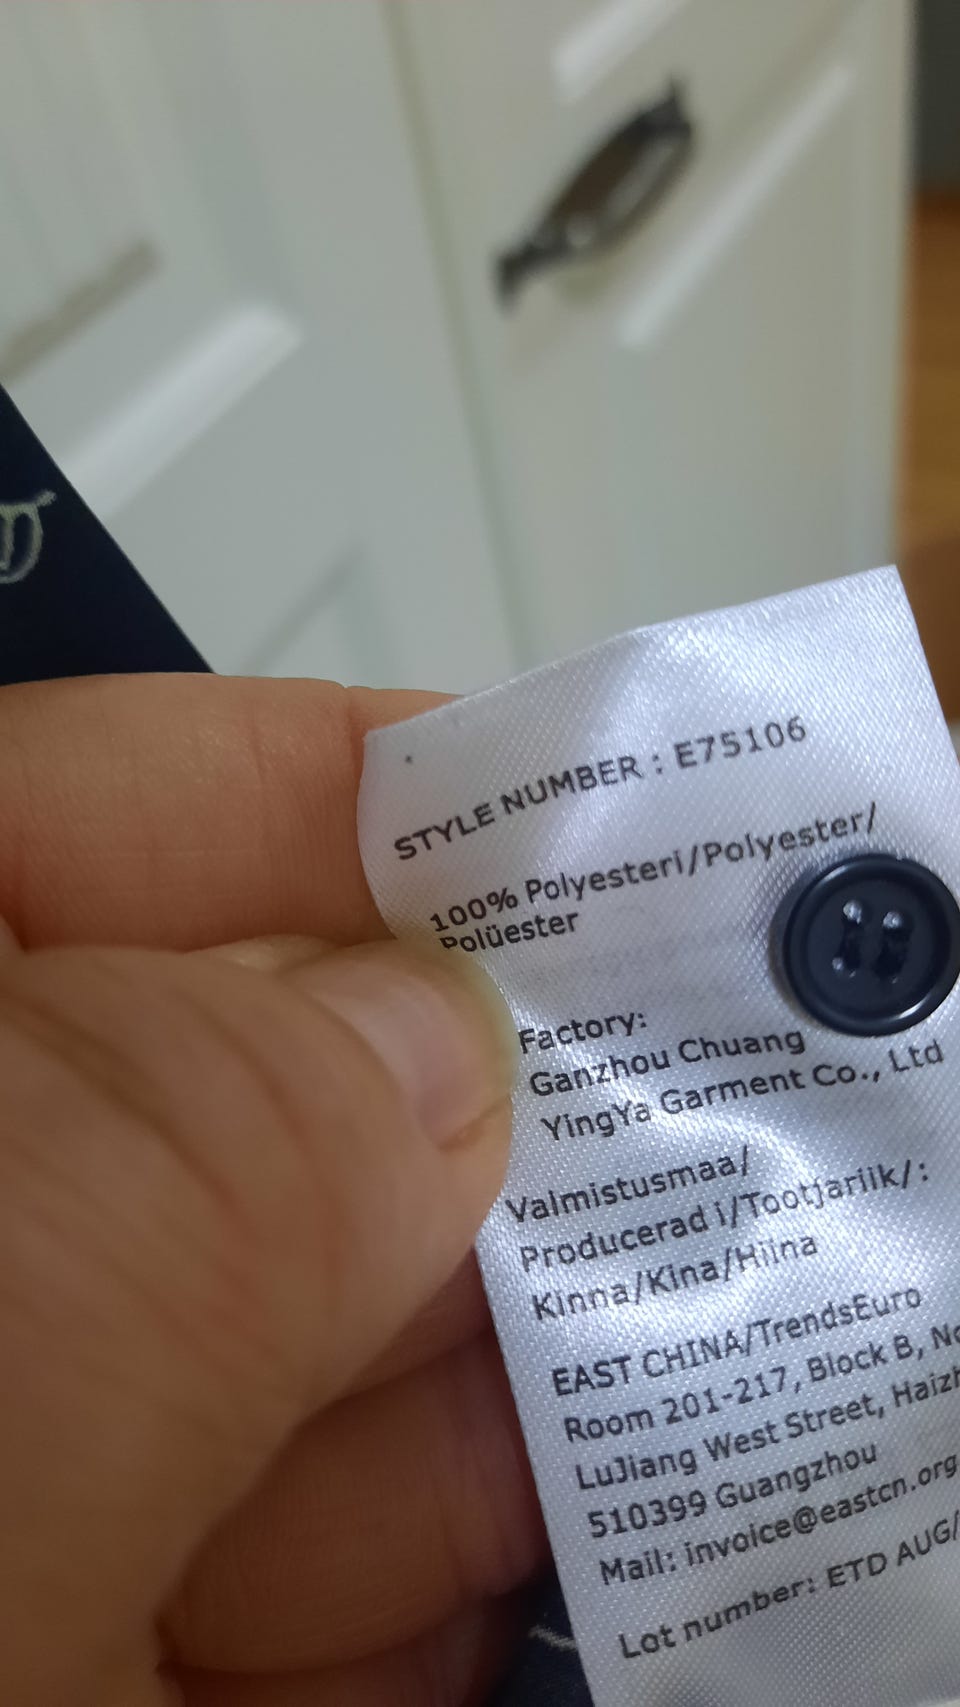 STYLE NUMBER : E75106
100% Polyesteri/Polyester/
Polüester
Factory:
Ganzhou Chuang
YingYa Garment Co., Ltd
Valmistusmaa/
Producerad i/Tootjariik/:
Kinna/Kina/Hiina
EAST CHINA/TrendsEuro
Room 201-217, Block B,
LuJiang West Street,
510399 Guangzhou
Mail: invoice@eastcn.org
Lot number: ETD AUG/